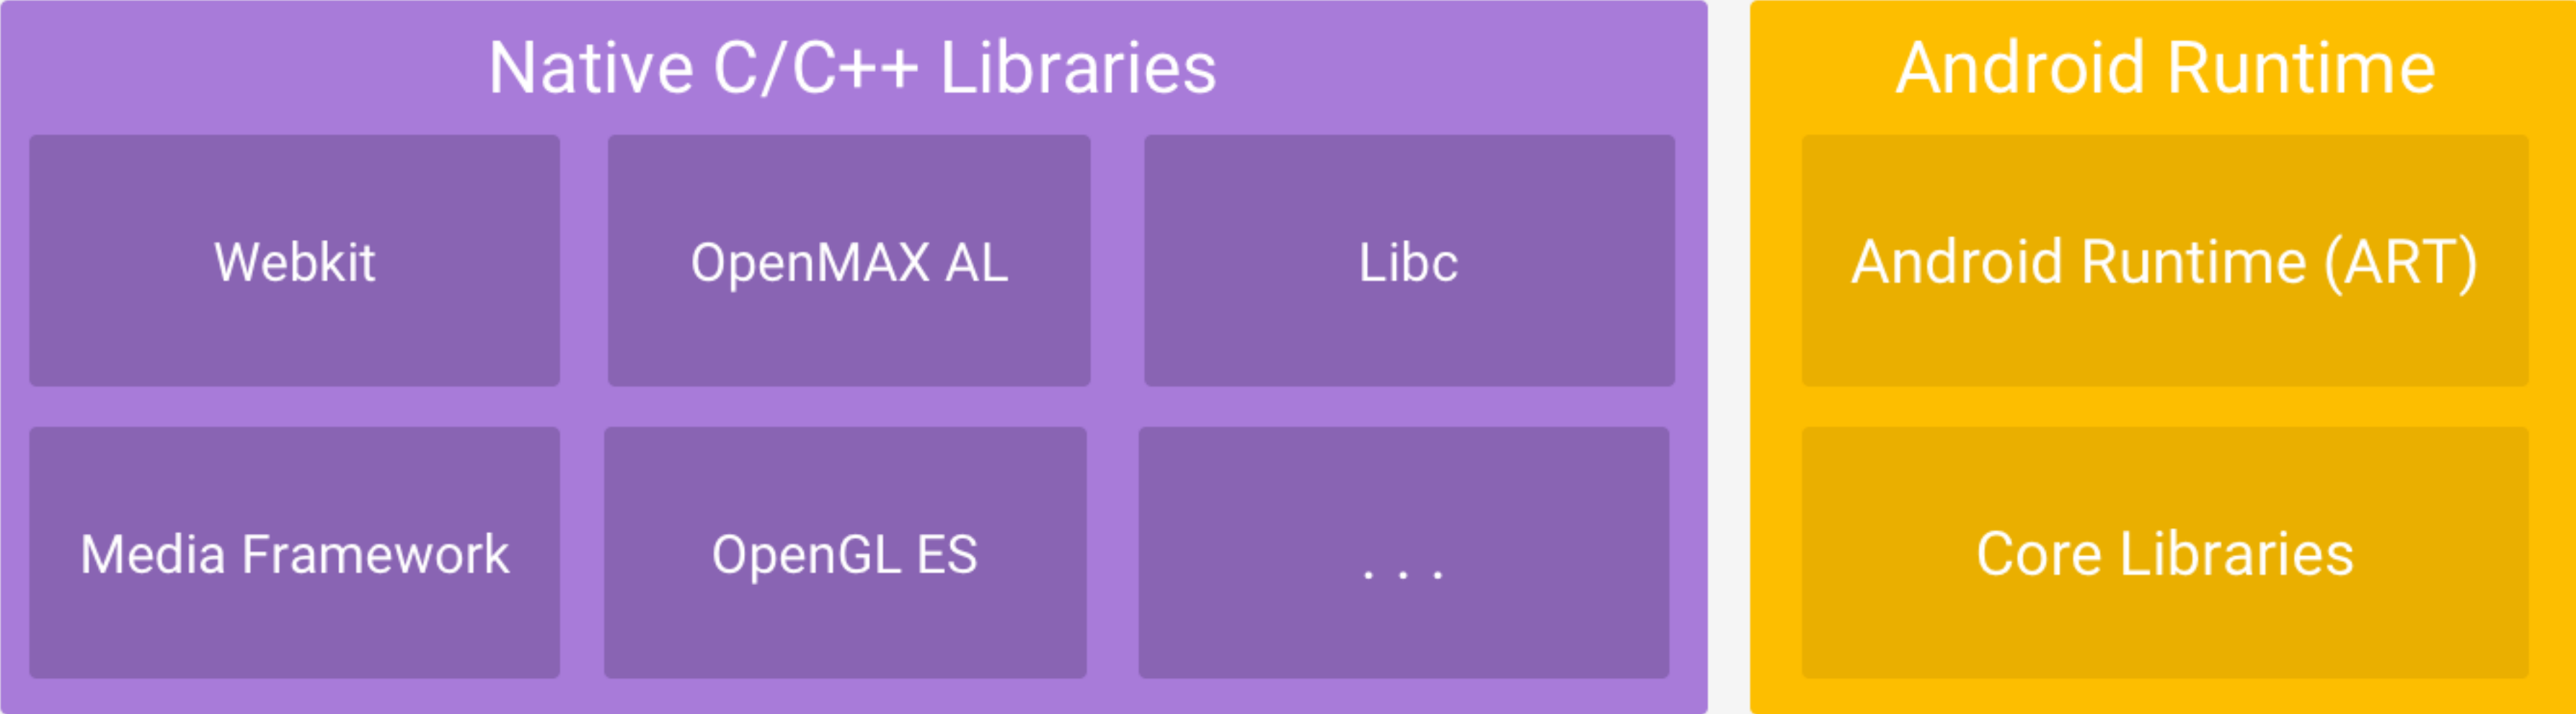 Native C/C++ Libraries
Webkit
OpenMAX AL
Libc
Media Framework
OpenGL ES
. . .
Android Runtime
Android Runtime (ART)
Core Libraries